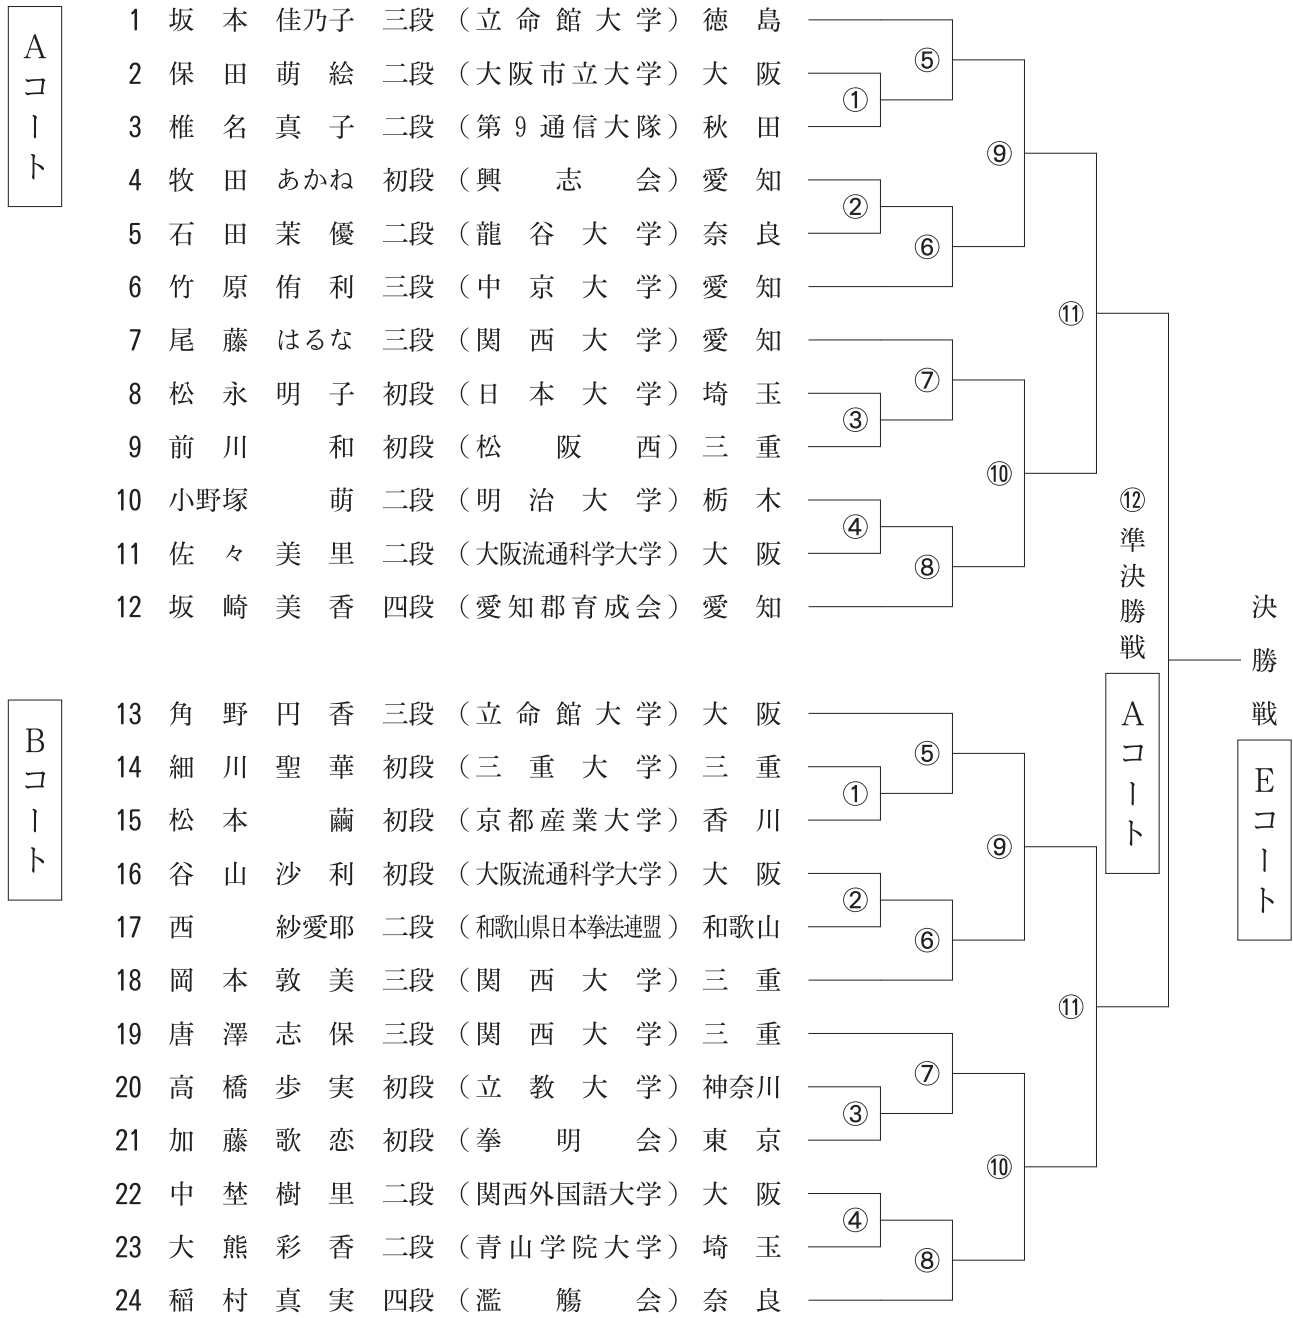 Aコート
1 坂本 佳乃子 三段 （立命館大学） 徳島
2 保田 萌絵 二段 （大阪市立大学） 大阪
3 椎名 真子 二段 （第9通信大隊） 秋田
4 牧田 あかね 初段 （興志会） 愛知
5 石田 茉優 二段 （龍谷大学） 奈良
6 竹原 侑利 三段 （中京大学） 愛知
7 尾藤 はるな 三段 （関西大学） 愛知
8 松永 明子 初段 （日本大学） 埼玉
9 前川 和 初段 （松阪西） 三重
10 小野塚 萌 二段 （明治大学） 栃木
11 佐々 美里 二段 （大阪流通科学大学） 大阪
12 坂崎 美香 四段 （愛知郡育成会） 愛知
⑤
①
⑨
②
⑥
⑪
⑦
③
⑩
④
⑧
Bコート
13 角野 円香 三段 （立命館大学） 大阪
14 細川 聖華 初段 （三重大学） 三重
15 松本 繭 初段 （京都産業大学） 香川
16 谷山 沙利 初段 （大阪流通科学大学） 大阪
17 西 紗愛耶 二段 （和歌山県日本拳法連盟） 和歌山
18 岡本 敦美 三段 （関西大学） 三重
19 唐澤 志保 三段 （関西大学） 三重
20 高橋 歩実 初段 （立教大学） 神奈川
21 加藤 歌恋 初段 （拳明会） 東京
22 中埜 樹里 二段 （関西外国語大学） 大阪
23 大熊 彩香 二段 （青山学院大学） 埼玉
24 稲村 真実 四段 （濫觴会） 奈良
⑤
①
⑨
②
⑥
⑪
⑦
③
⑩
④
⑧
⑫準決勝戦
Aコート
決勝戦
Eコート